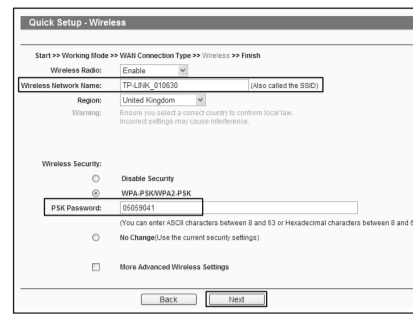 Quick Setup - Wireless
Start >> Working Mode >> WAN Connection Type >> Wireless >> Finish
Wireless Radio: Enable
Wireless Network Name: TP-LINK_010630 (Also called the SSID)
Region: United Kingdom
Warning: Ensure you select a correct country to conform local law.
Incorrect settings may cause interference.
Wireless Security:
Disable Security
WPA-PSK/WPA2-PSK
PSK Password: 05059041
(You can enter ASCII characters between 8 and 63 or Hexadecimal characters between 8 and
No Change(Use the current security settings)
More Advanced Wireless Settings
Back Next